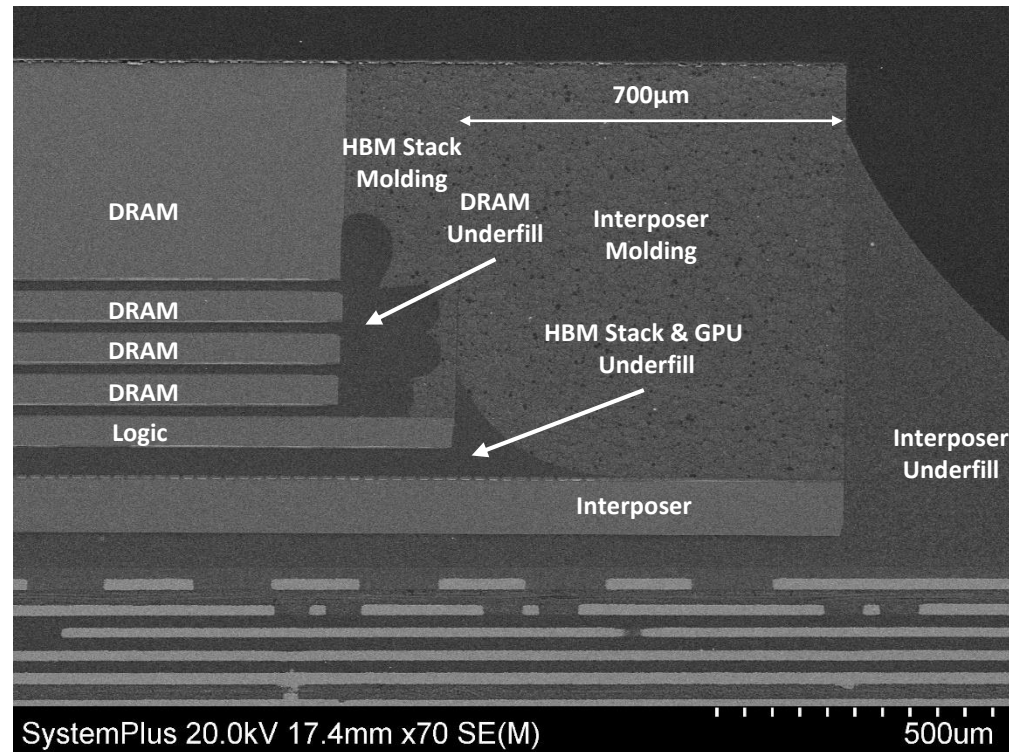 700µm
HBM Stack
Molding
DRAM
Underfill
DRAM
Interposer
Molding
DRAM
HBM Stack & GPU
Underfill
DRAM
DRAM
Logic
Interposer
Underfill
Interposer
SystemPlus 20.0kV 17.4mm x70 SE(M)
500um